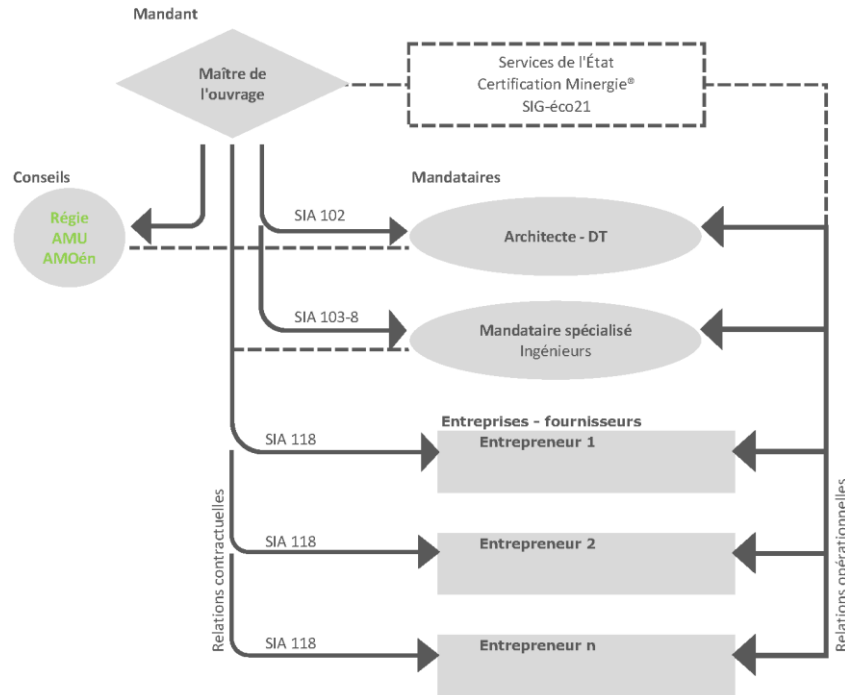 Mandant
Maître de
l'ouvrage
Services de l'État
Certification Minergie®
SIG-éco21
Conseils
Mandataires
Régie
AMU
AMOén
SIA 102
Architecte - DT
SIA 103-8
Mandataire spécialisé
Ingénieurs
Entreprises - fournisseurs
SIA 118
Entrepreneur 1
Relations contractuelles
Relations opérationnelles
SIA 118
Entrepreneur 2
SIA 118
Entrepreneur n